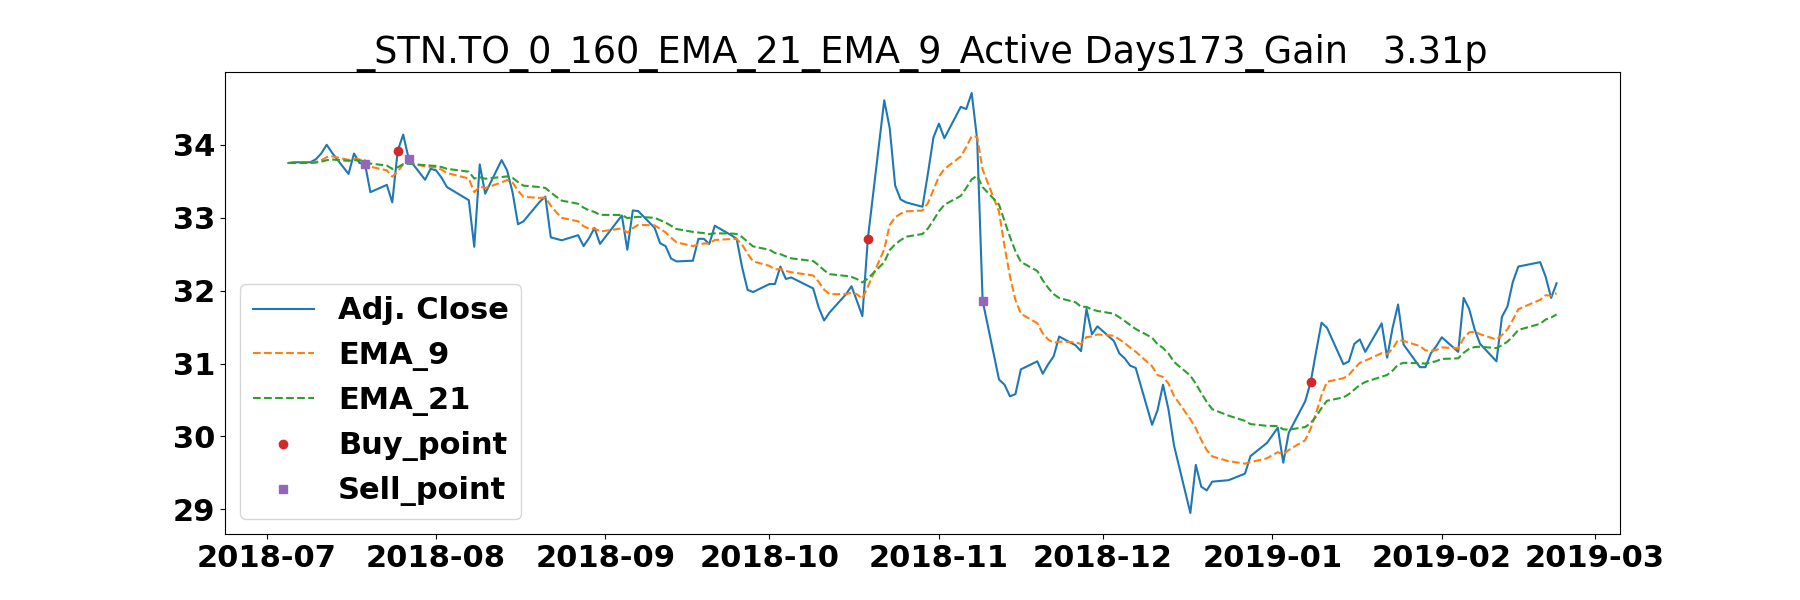 _STN.TO_0_160_EMA_21_EMA_9_Active Days173_Gain   3.31p
34
33
32
31
30
29
Adj. Close
EMA_9
EMA_21
Buy_point
Sell_point
2018-07 2018-08 2018-09 2018-10 2018-11 2018-12 2019-01 2019-02 2019-03